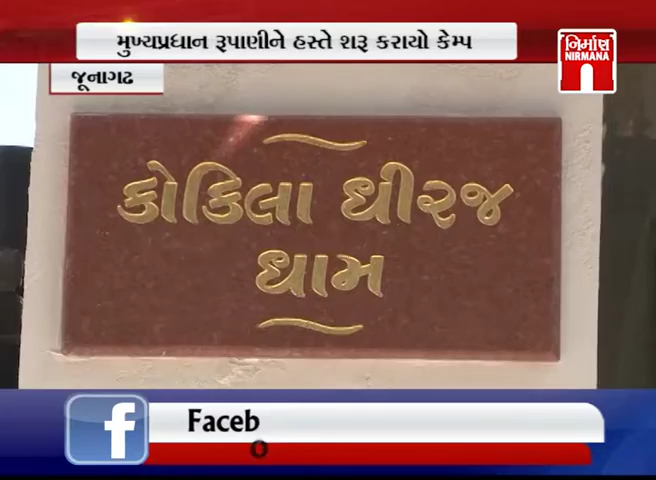 મુખ્યપ્રધાન રૂપાણીને હસ્તે શરૂ કરાયો કેમ્પ
જૂનાગઢ
નિર્માણ
NIRMANA
કોકિલા ધીરજ
ધામ
f
Faceb
o